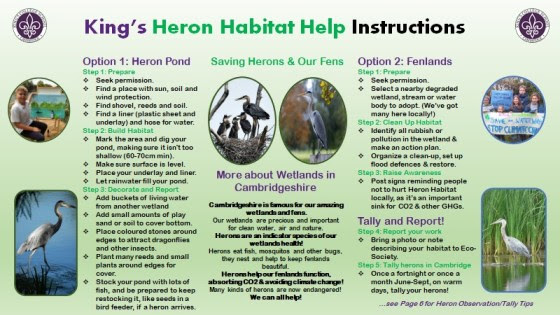 King's Heron Habitat Help Instructions
Option 1: Heron Pond
Step 1: Prepare
❖ Seek permission.
❖ Find a place with sun, soil and
wind protection.
❖ Find shovel, reeds and soil.
❖ Find a liner (plastic sheet and
underlay) and hose for water.
Step 2: Build Habitat
❖ Mark the area and dig your
pond, making sure it isn't too
shallow (60-70cm min).
❖ Make sure surface is level.
❖ Place your underlay and liner.
❖ Let rainwater fill your pond.
Step 3: Decorate and Report
❖ Add buckets of living water
from another wetland
❖ Add small amounts of play
sand or soil to cover bottom.
❖ Place coloured stones around
edges to attract dragonflies
and other insects.
❖ Plant many reeds and small
plants around edges for
cover.
❖ Stock your pond with lots of
fish, and be prepared to keep
restocking it, like seeds in a
bird feeder, if a heron arrives.
Saving Herons & Our Fens
More about Wetlands in
Cambridgeshire
Cambridgeshire is famous for our amazing
wetlands and fens.
Our wetlands are precious and important
for clean water, air and nature.
Herons are an indicator species of our
wetlands health!
Herons eat fish, mosquitos and other bugs,
they nest and help to keep fenlands
beautiful.
Herons help our fenlands function,
absorbing CO2 & avoiding climate change!
Many kinds of herons are now endangered!
We can all help!
Option 2: Fenlands
Step 1: Prepare
❖ Seek permission.
❖ Select a nearby degraded
wetland, stream or water
body to adopt. (We've got
many here locally!)
Step 2: Clean Up Habitat
❖ Identify all rubbish or
pollution in the wetland &
make an action plan.
❖ Organize a clean-up, set up
flood defences & restore.
Step 3: Raise Awareness
❖ Post signs reminding people
not to hurt Heron Habitat
locally, as it's an important
sink for CO2 & other GHGs.
Tally and Report!
Step 4: Report your work
❖ Bring a photo or note
describing your habitat to Eco-
Society.
Step 5: Tally herons in Cambridge
❖ Once a fortnight or once a
month June-Sept, on warm
days, tally your herons!
...see Page 6 for Heron Observation/Tally Tips